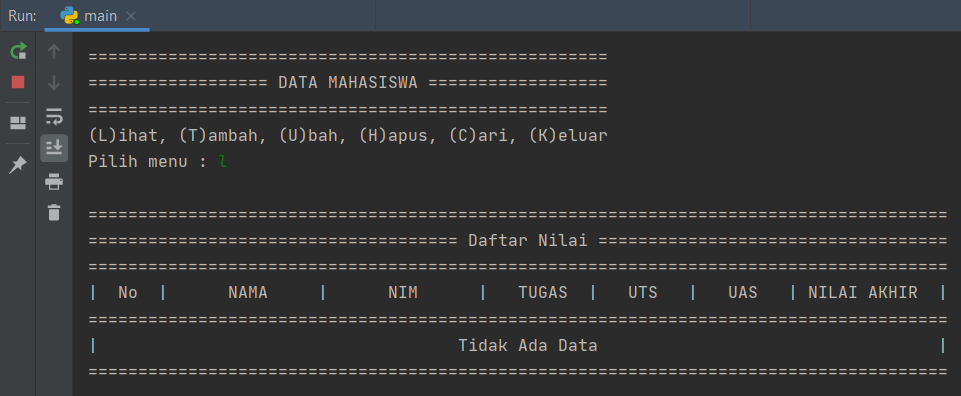 Run: main ×
====================================================
================== DATA MAHASISWA ==================
====================================================
(L)ihat, (T)ambah, (U)bah, (H)apus, (C)ari, (K)eluar
Pilih menu : l
======================================================================================
===================================== Daftar Nilai ===================================
======================================================================================
|  No  |      NAMA     |      NIM      |   TUGAS  |   UTS   |   UAS   | NILAI AKHIR  |
======================================================================================
|                                    Tidak Ada Data                                  |
======================================================================================